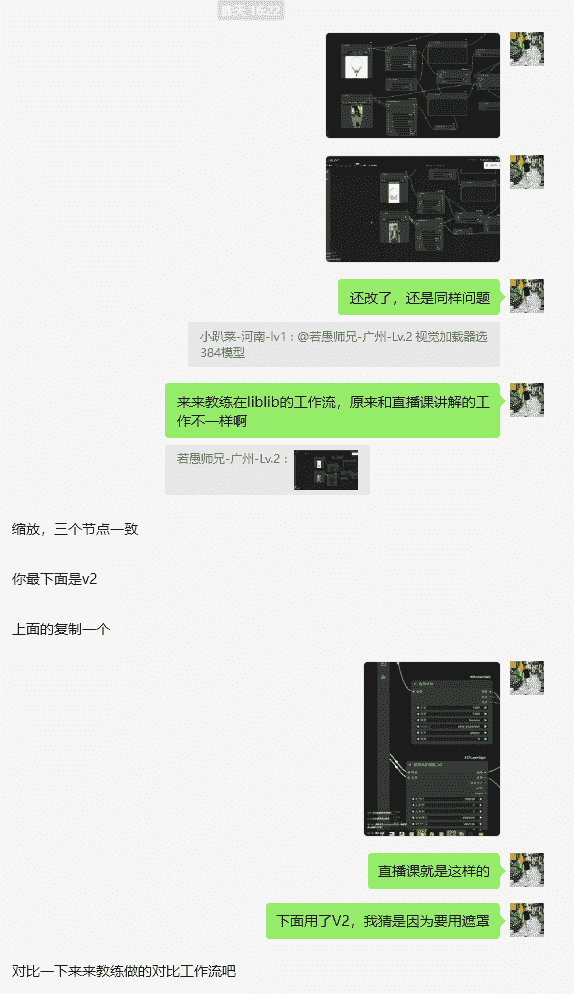 昨天 16:32
还改了，还是同样问题
小趴菜-河南-lv1：@若愚师兄-广州-Lv.2 视觉加载器选
384模型
来来教练在liblib的工作流，原来和直播课讲解的工
作不一样啊
若愚师兄-广州-Lv.2：
缩放，三个节点一致
你最下面是v2
上面的复制一个
直播课就是这样的
下面用了V2，我猜是因为要用遮罩
对比一下来来教练做的对比工作流吧